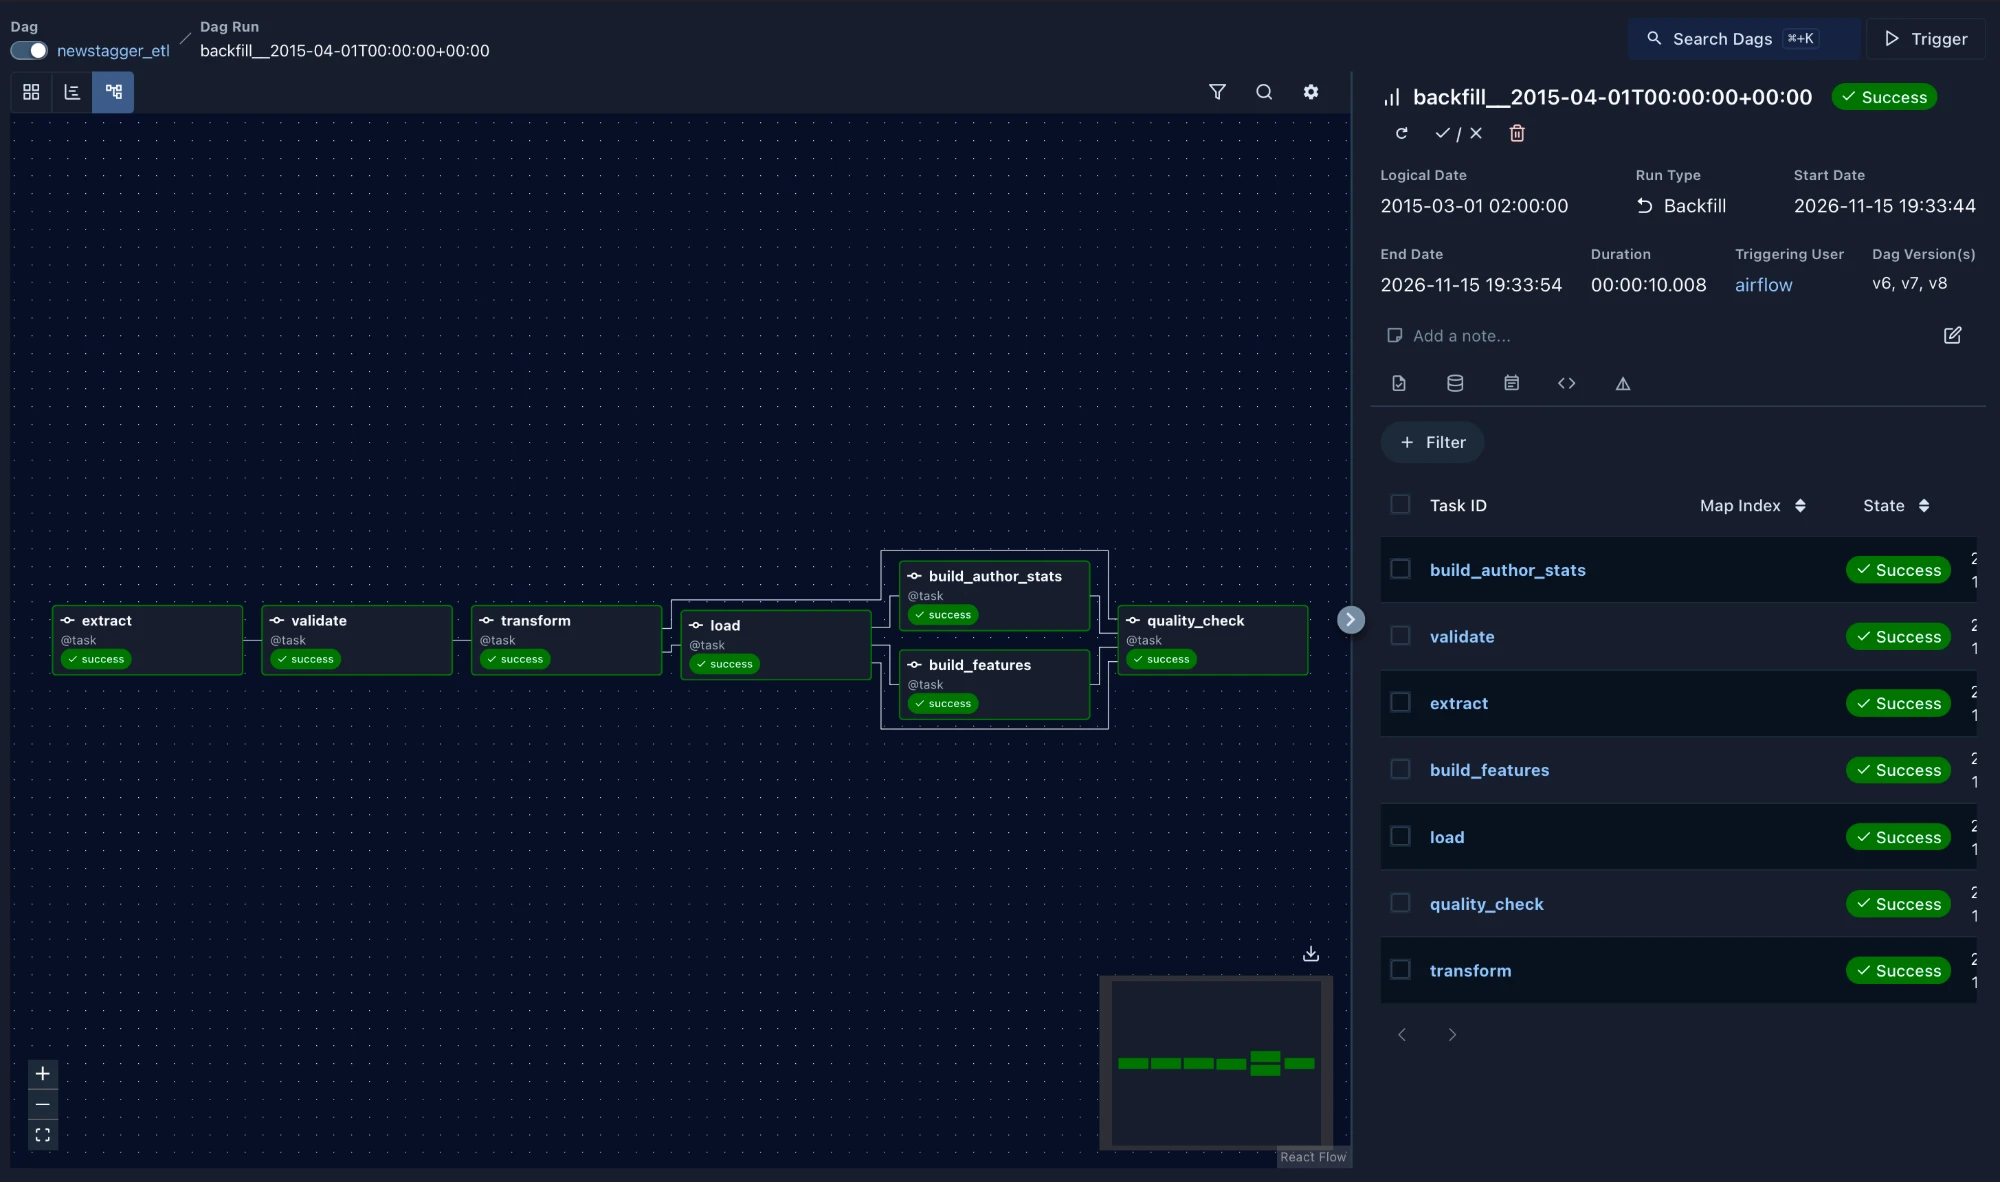 Dag
newstagger_etl
Dag Run
backfill__2015-04-01T00:00:00+00:00
Search Dags ⌘+K
Trigger
extract
@task
success
validate
@task
success
transform
@task
success
load
@task
success
build_author_stats
@task
success
build_features
@task
success
quality_check
@task
success
React Flow
backfill__2015-04-01T00:00:00+00:00
Success
/
Logical Date
2015-03-01 02:00:00
Run Type
Backfill
Start Date
2026-11-15 19:33:44
End Date
2026-11-15 19:33:54
Duration
00:00:10.008
Triggering User
airflow
Dag Version(s)
v6, v7, v8
Add a note...
Filter
Task ID Map Index State
build_author_stats Success
validate Success
extract Success
build_features Success
load Success
quality_check Success
transform Success